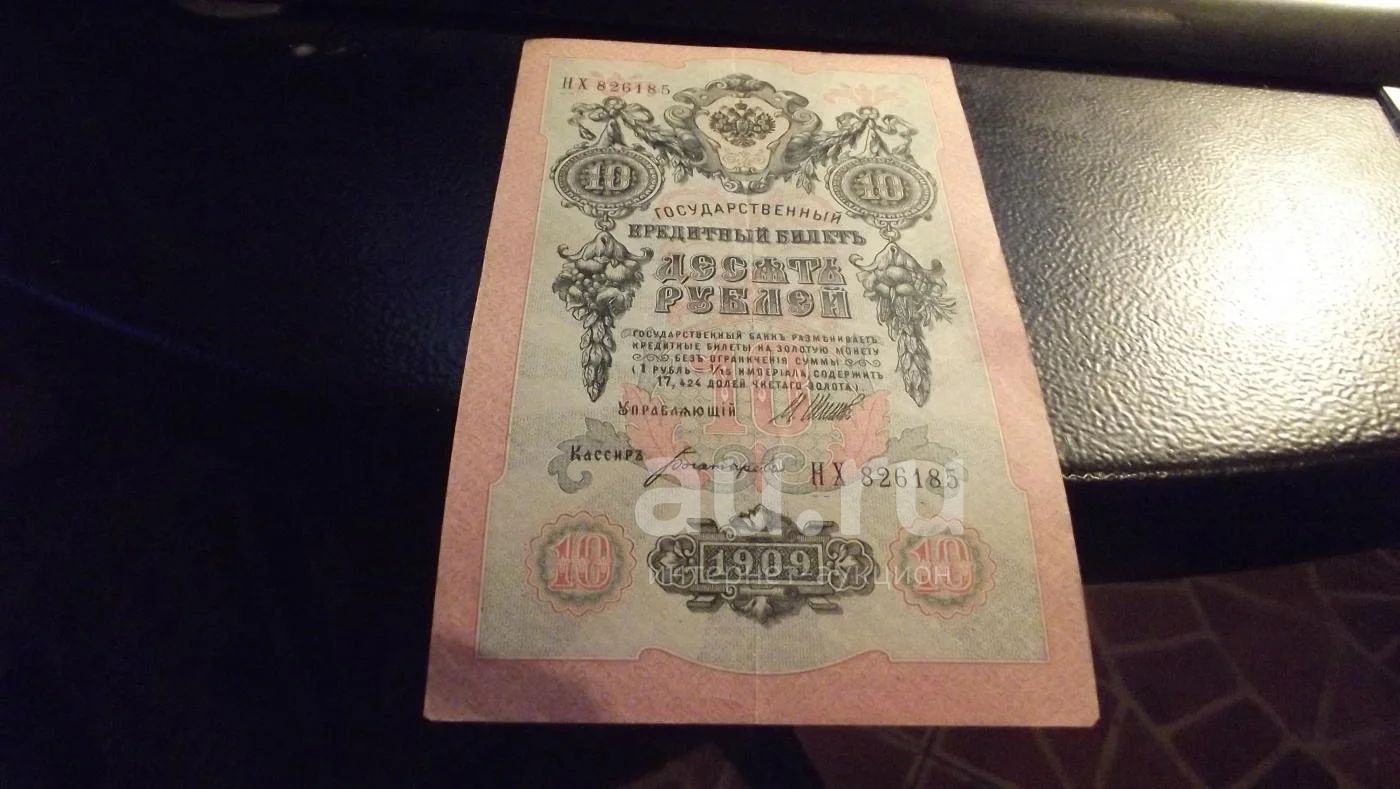 НХ 826185
10 10
ГОСУДАРСТВЕННЫЙ
КРЕДИТНЫЙ БИЛЕТЪ
ДЕСЯТЬ
РУБЛЕЙ
ГОСУДАРСТВЕННЫЙ БАНКЪ РАЗМѢНИВАЕТЪ
КРЕДИТНЫЕ БИЛЕТЫ НА ЗОЛОТУЮ МОНЕТУ
БЕЗЪ ОГРАНИЧЕНІЯ СУММЫ
(1 РУБЛЬ = 1/15 ИМПЕРІАЛА, СОДЕРЖИТЪ
17,424 ДОЛЕЙ ЧИСТАГО ЗОЛОТА).
10
УПРАВЛЯЮЩІЙ
Кассиръ
НХ 826185
au.ru
10 1909 10
интернет-аукцион